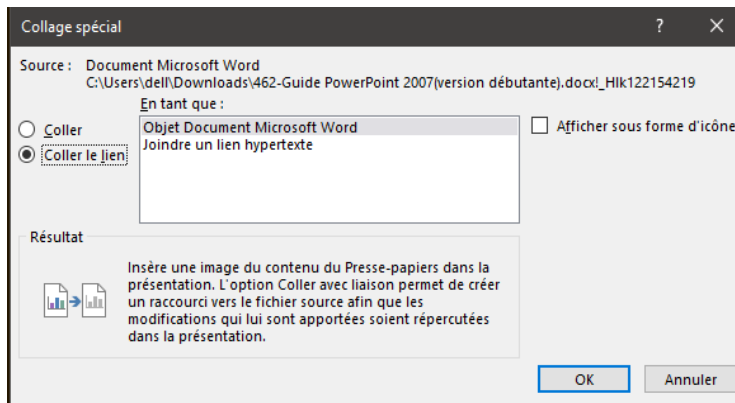 Collage spécial
Source : Document Microsoft Word
C:\Users\dell\Downloads\462-Guide PowerPoint 2007(version débutante).docx!_Hlk122154219
En tant que :
Coller
Coller le lien
Objet Document Microsoft Word
Joindre un lien hypertexte
Afficher sous forme d'icône
Résultat
Insère une image du contenu du Presse-papiers dans la
présentation. L'option Coller avec liaison permet de créer
un raccourci vers le fichier source afin que les
modifications qui lui sont apportées soient répercutées
dans la présentation.
OK
Annuler